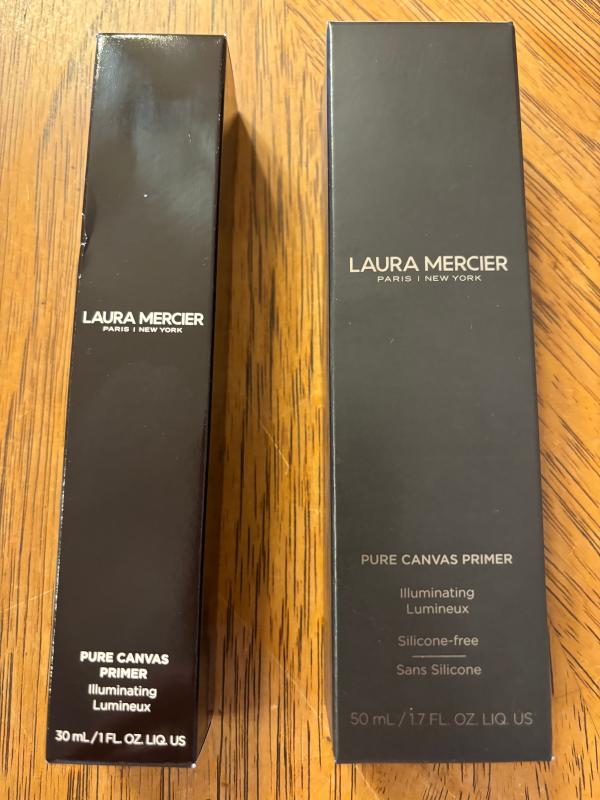 LAURA MERCIER
PARIS | NEW YORK
PURE CANVAS
PRIMER
Illuminating
Lumineux
30 mL / 1 FL. OZ. LIQ. US
LAURA MERCIER
PARIS | NEW YORK
PURE CANVAS PRIMER
Illuminating
Lumineux
Silicone-free
Sans Silicone
50 mL / 1.7 FL. OZ. LIQ. US